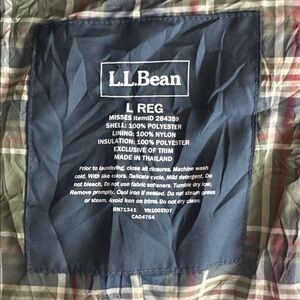 L.L.Bean
L REG
MISSES ItemID 284359
SHELL: 100% POLYESTER
LINING: 100% NYLON
INSULATION: 100% POLYESTER
EXCLUSIVE OF TRIM
MADE IN THAILAND
Prior to laundering, close all closures. Machine wash
cold. With like colors. Delicate cycle. Mild detergent. Do
not bleach. Do not use fabric softeners. Tumble dry low.
Remove promptly. Cool iron if needed. Do not steam press
or steam. Avoid iron on trims. Do not dry clean.
RN71341 VN1003707
CA04754